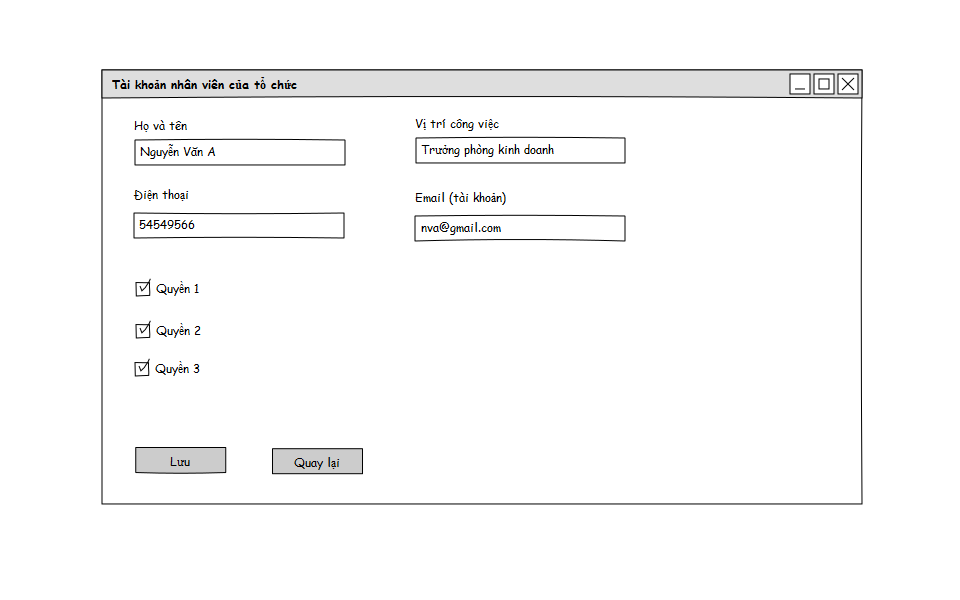 Tài khoản nhân viên của tổ chức
Họ và tên
Vị trí công việc
Nguyễn Văn A
Trưởng phòng kinh doanh
Điện thoại
Email (tài khoản)
54549566
nva@gmail.com
Quyền 1
Quyền 2
Quyền 3
Lưu
Quay lại